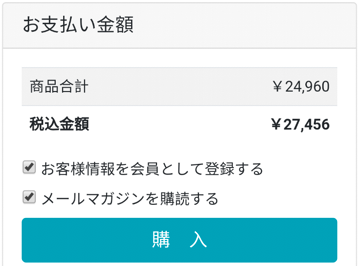 お支払い金額
商品合計 ￥24,960
税込金額 ￥27,456
お客様情報を会員として登録する
メールマガジンを購読する
購　入